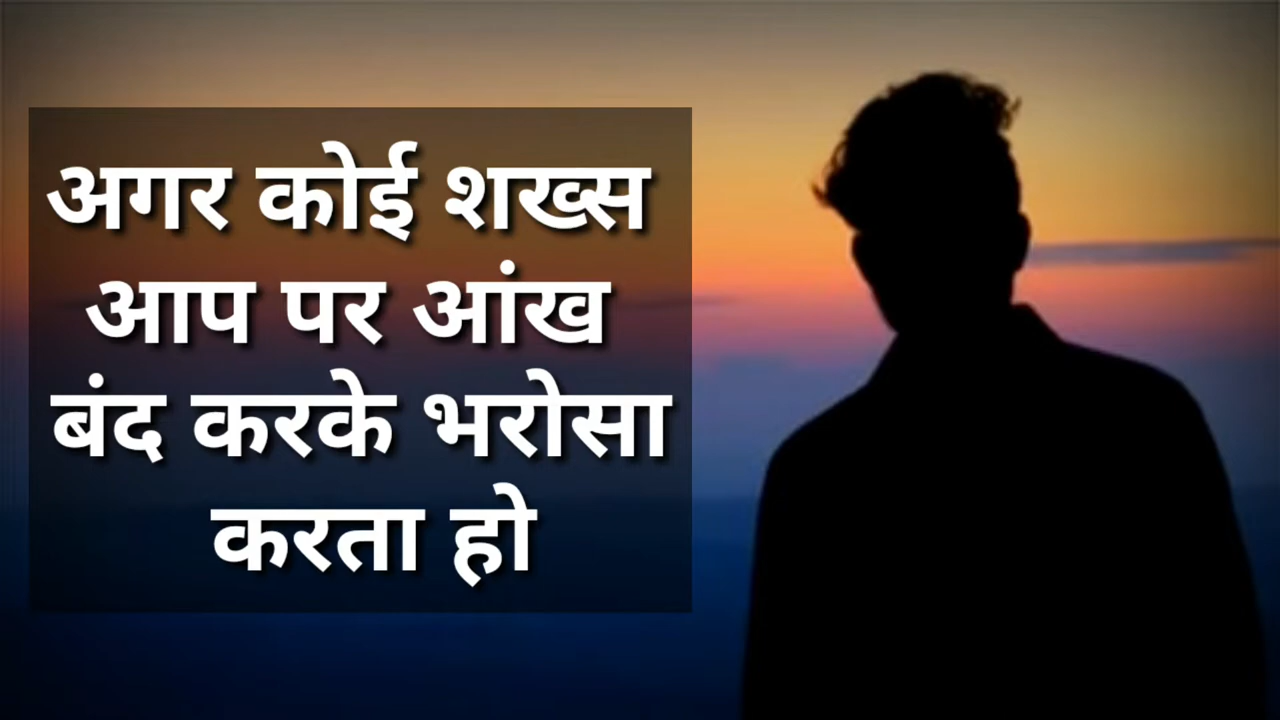 अगर कोई शख्स
आप पर आंख
बंद करके भरोसा
करता हो